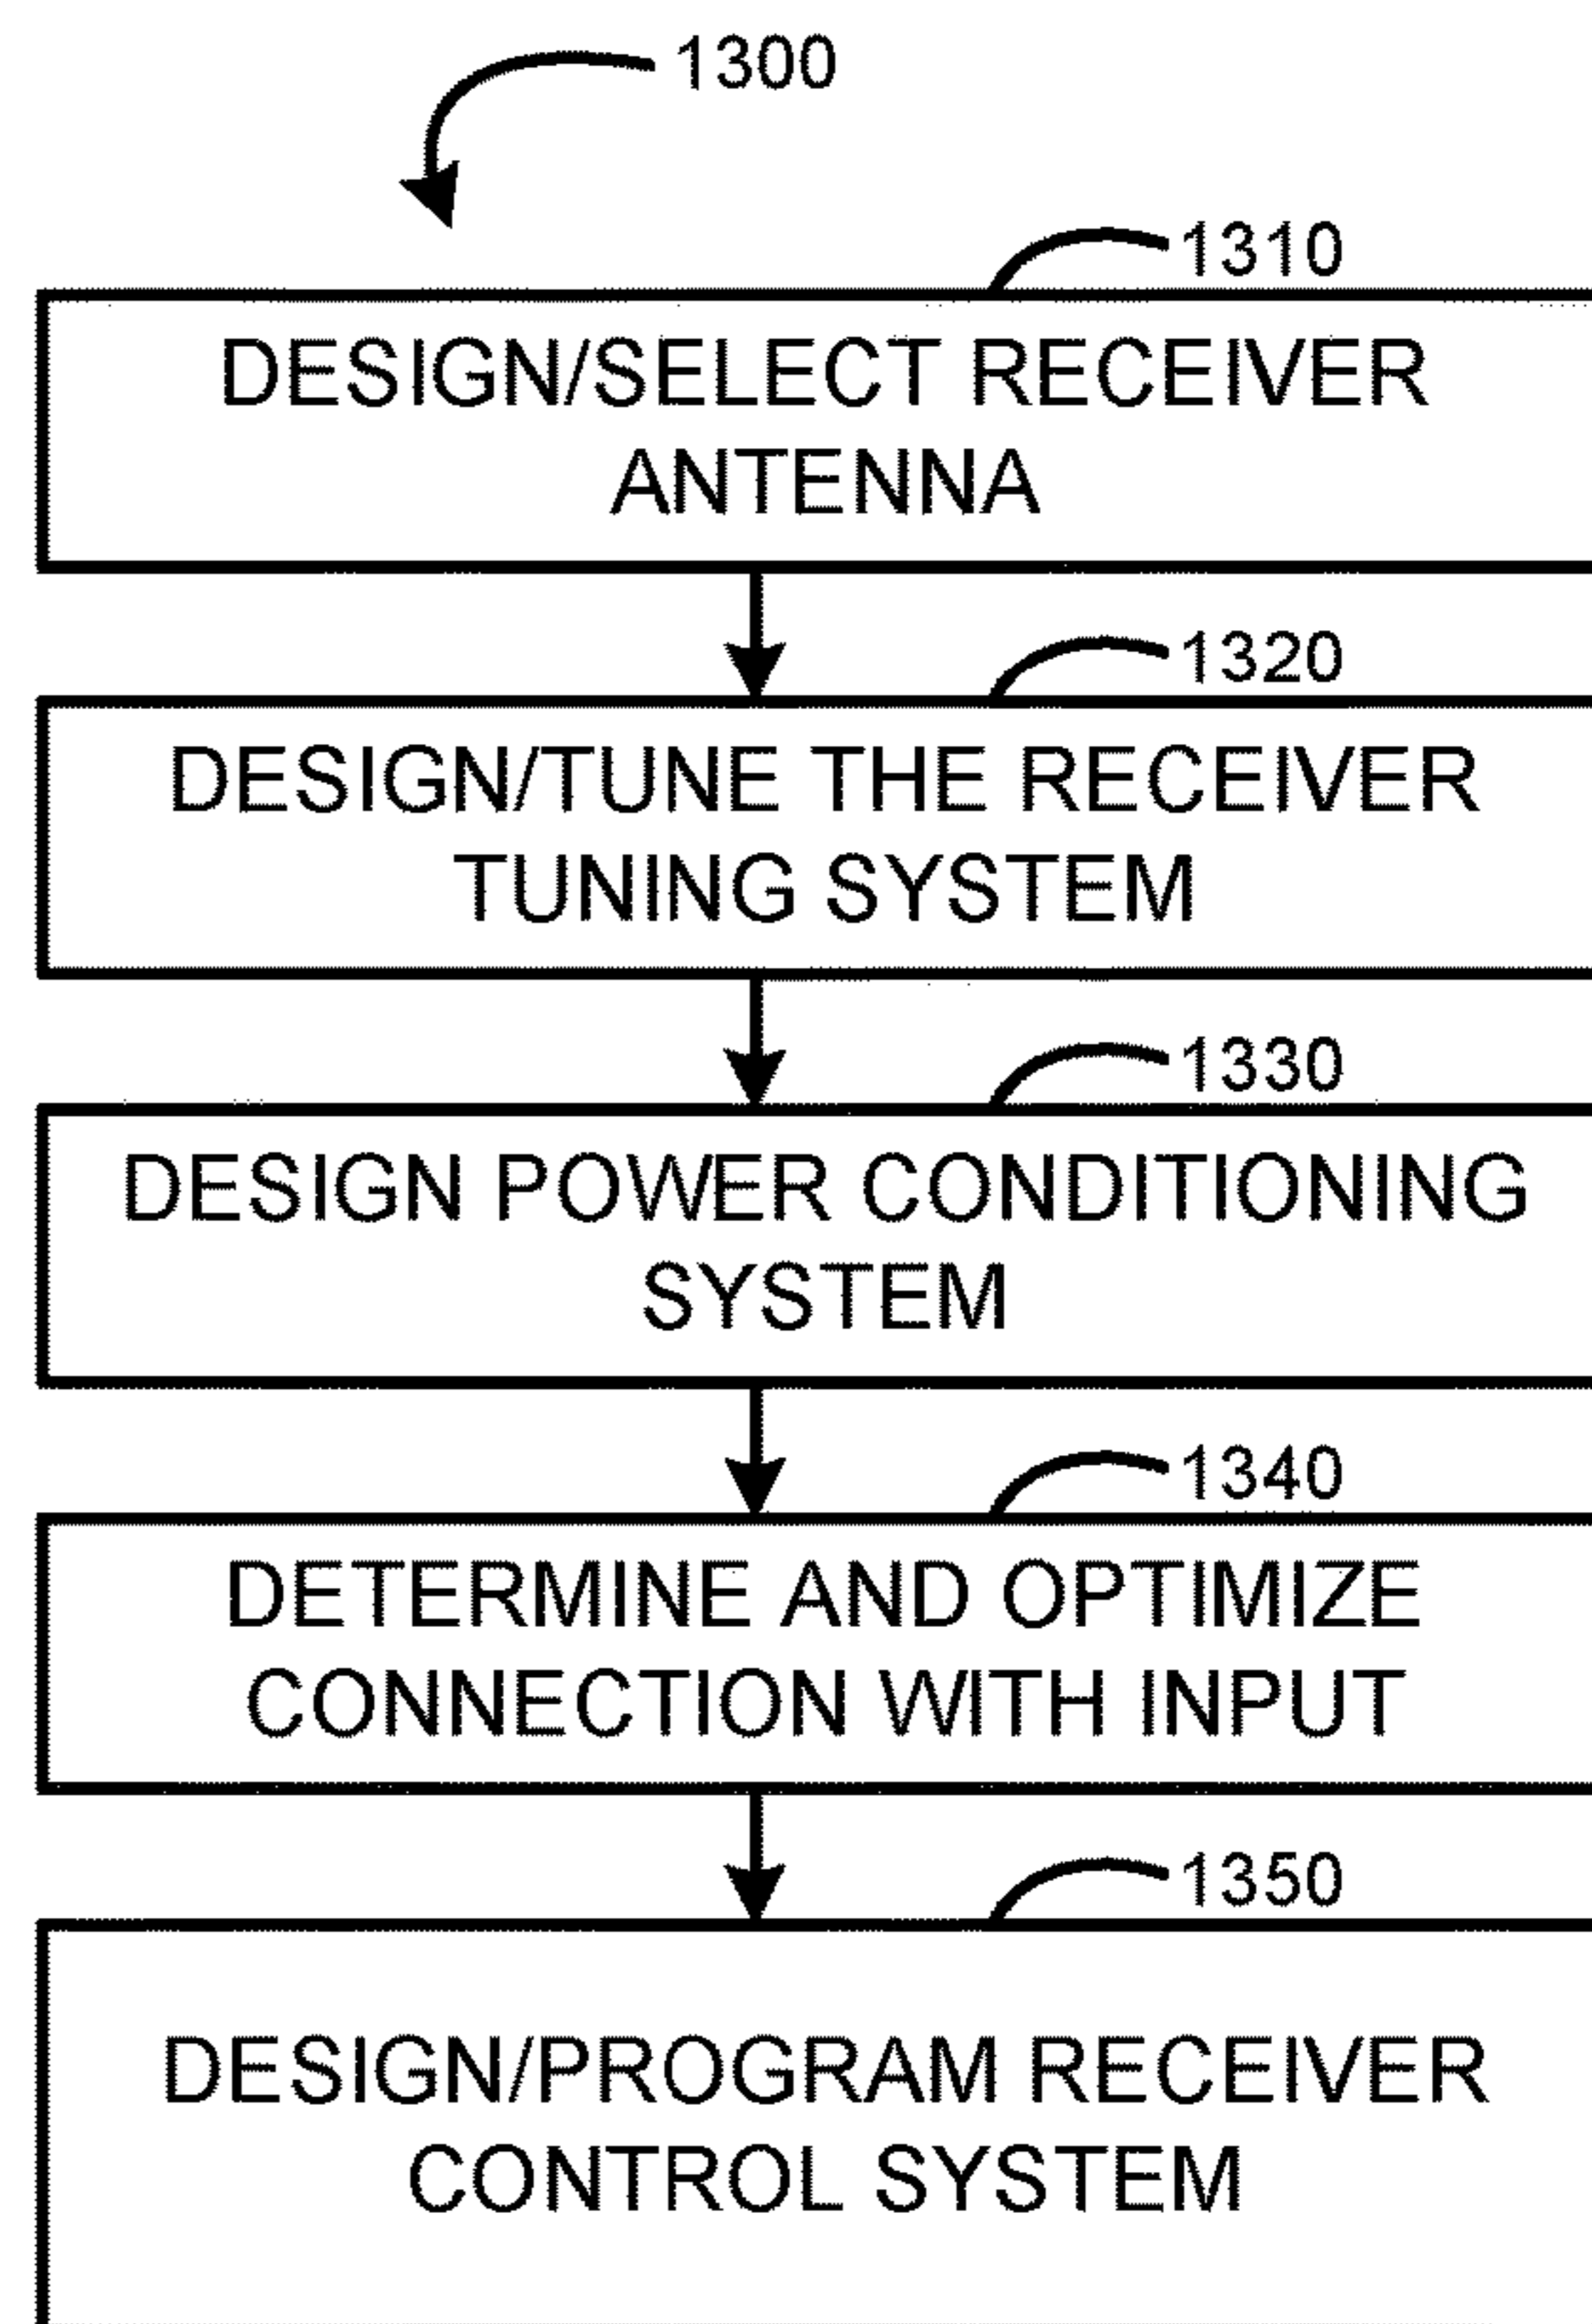 1300
1310
DESIGN/SELECT RECEIVER
ANTENNA
1320
DESIGN/TUNE THE RECEIVER
TUNING SYSTEM
1330
DESIGN POWER CONDITIONING
SYSTEM
1340
DETERMINE AND OPTIMIZE
CONNECTION WITH INPUT
1350
DESIGN/PROGRAM RECEIVER
CONTROL SYSTEM